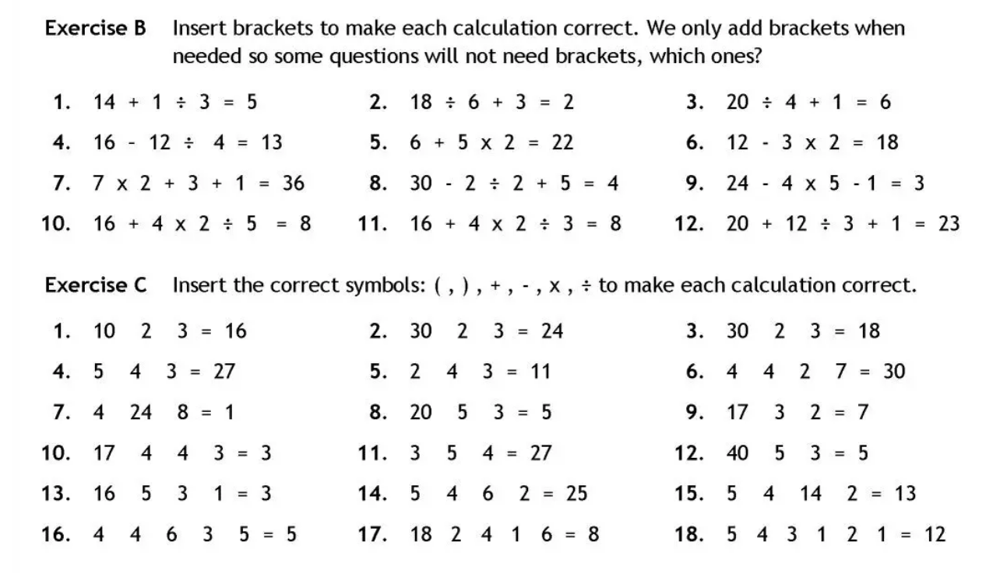 Exercise B Insert brackets to make each calculation correct. We only add brackets when
needed so some questions will not need brackets, which ones?
1. 14 + 1 ÷ 3 = 5 2. 18 ÷ 6 + 3 = 2 3. 20 ÷ 4 + 1 = 6
4. 16 - 12 ÷ 4 = 13 5. 6 + 5 x 2 = 22 6. 12 - 3 x 2 = 18
7. 7 x 2 + 3 + 1 = 36 8. 30 - 2 ÷ 2 + 5 = 4 9. 24 - 4 x 5 - 1 = 3
10. 16 + 4 x 2 ÷ 5 = 8 11. 16 + 4 x 2 ÷ 3 = 8 12. 20 + 12 ÷ 3 + 1 = 23
Exercise C Insert the correct symbols: ( , ) , + , - , x , ÷ to make each calculation correct.
1. 10 2 3 = 16 2. 30 2 3 = 24 3. 30 2 3 = 18
4. 5 4 3 = 27 5. 2 4 3 = 11 6. 4 4 2 7 = 30
7. 4 24 8 = 1 8. 20 5 3 = 5 9. 17 3 2 = 7
10. 17 4 4 3 = 3 11. 3 5 4 = 27 12. 40 5 3 = 5
13. 16 5 3 1 = 3 14. 5 4 6 2 = 25 15. 5 4 14 2 = 13
16. 4 4 6 3 5 = 5 17. 18 2 4 1 6 = 8 18. 5 4 3 1 2 1 = 12